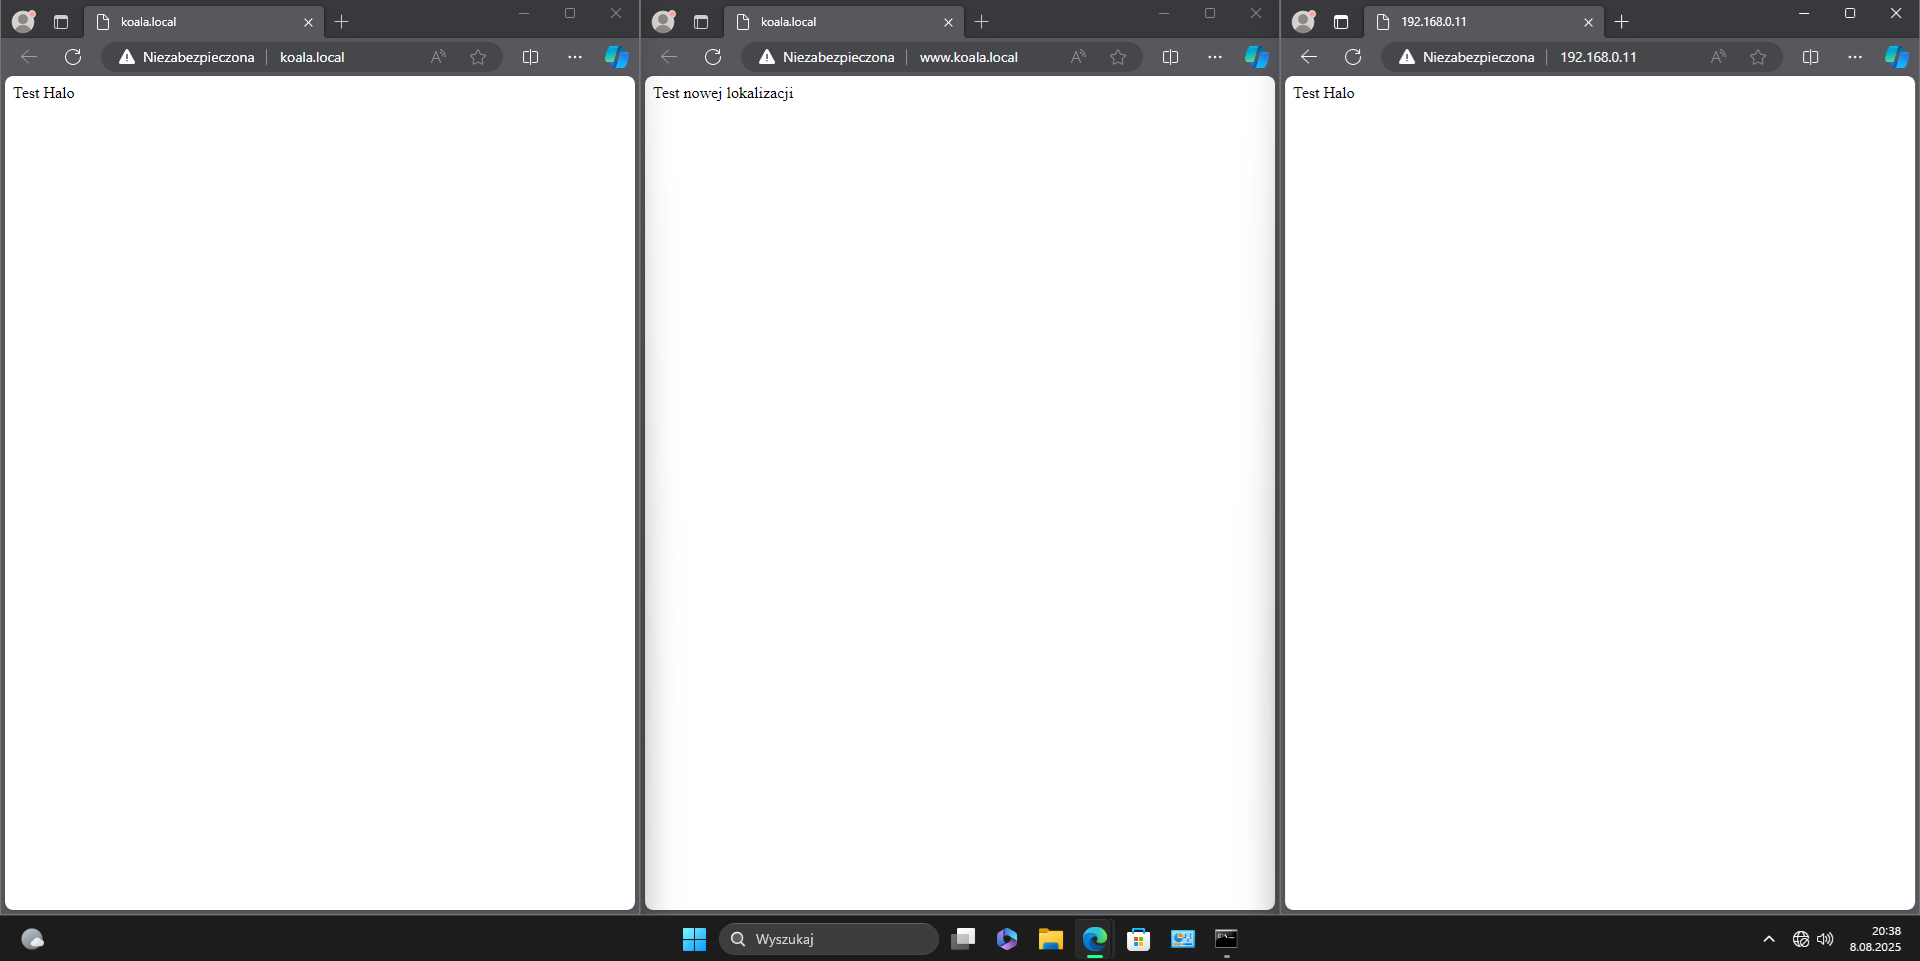 koala.local
Niezabezpieczona koala.local
Test Halo
koala.local
Niezabezpieczona www.koala.local
Test nowej lokalizacji
192.168.0.11
Niezabezpieczona 192.168.0.11
Test Halo
Wyszukaj
20:38
8.08.2025